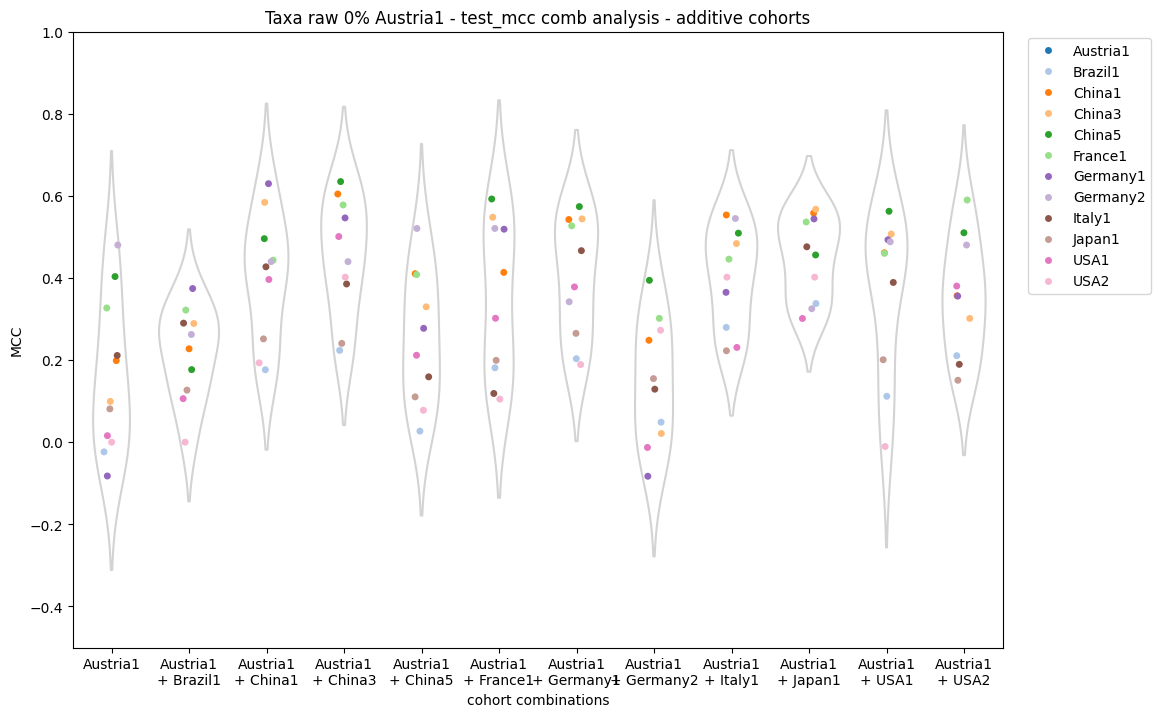 Taxa raw 0% Austria1 - test_mcc comb analysis - additive cohorts
1.0
0.8
0.6
0.4
0.2
0.0
−0.2
−0.4
MCC
Austria1
Austria1
+ Brazil1
Austria1
+ China1
Austria1
+ China3
Austria1
+ China5
Austria1
+ France1
Austria1
+ Germany1
Austria1
+ Germany2
Austria1
+ Italy1
Austria1
+ Japan1
Austria1
+ USA1
Austria1
+ USA2
cohort combinations
Austria1
Brazil1
China1
China3
China5
France1
Germany1
Germany2
Italy1
Japan1
USA1
USA2